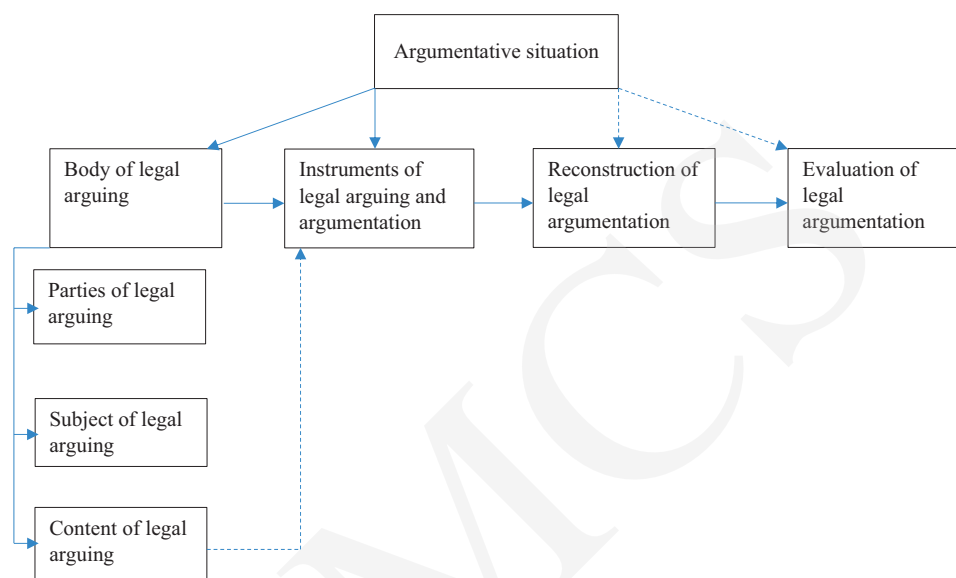 Argumentative situation
Body of legal
arguing
Instruments of
legal arguing and
argumentation
Reconstruction of
legal
argumentation
Evaluation of
legal
argumentation
Parties of legal
arguing
Subject of legal
arguing
Content of legal
arguing
MCS